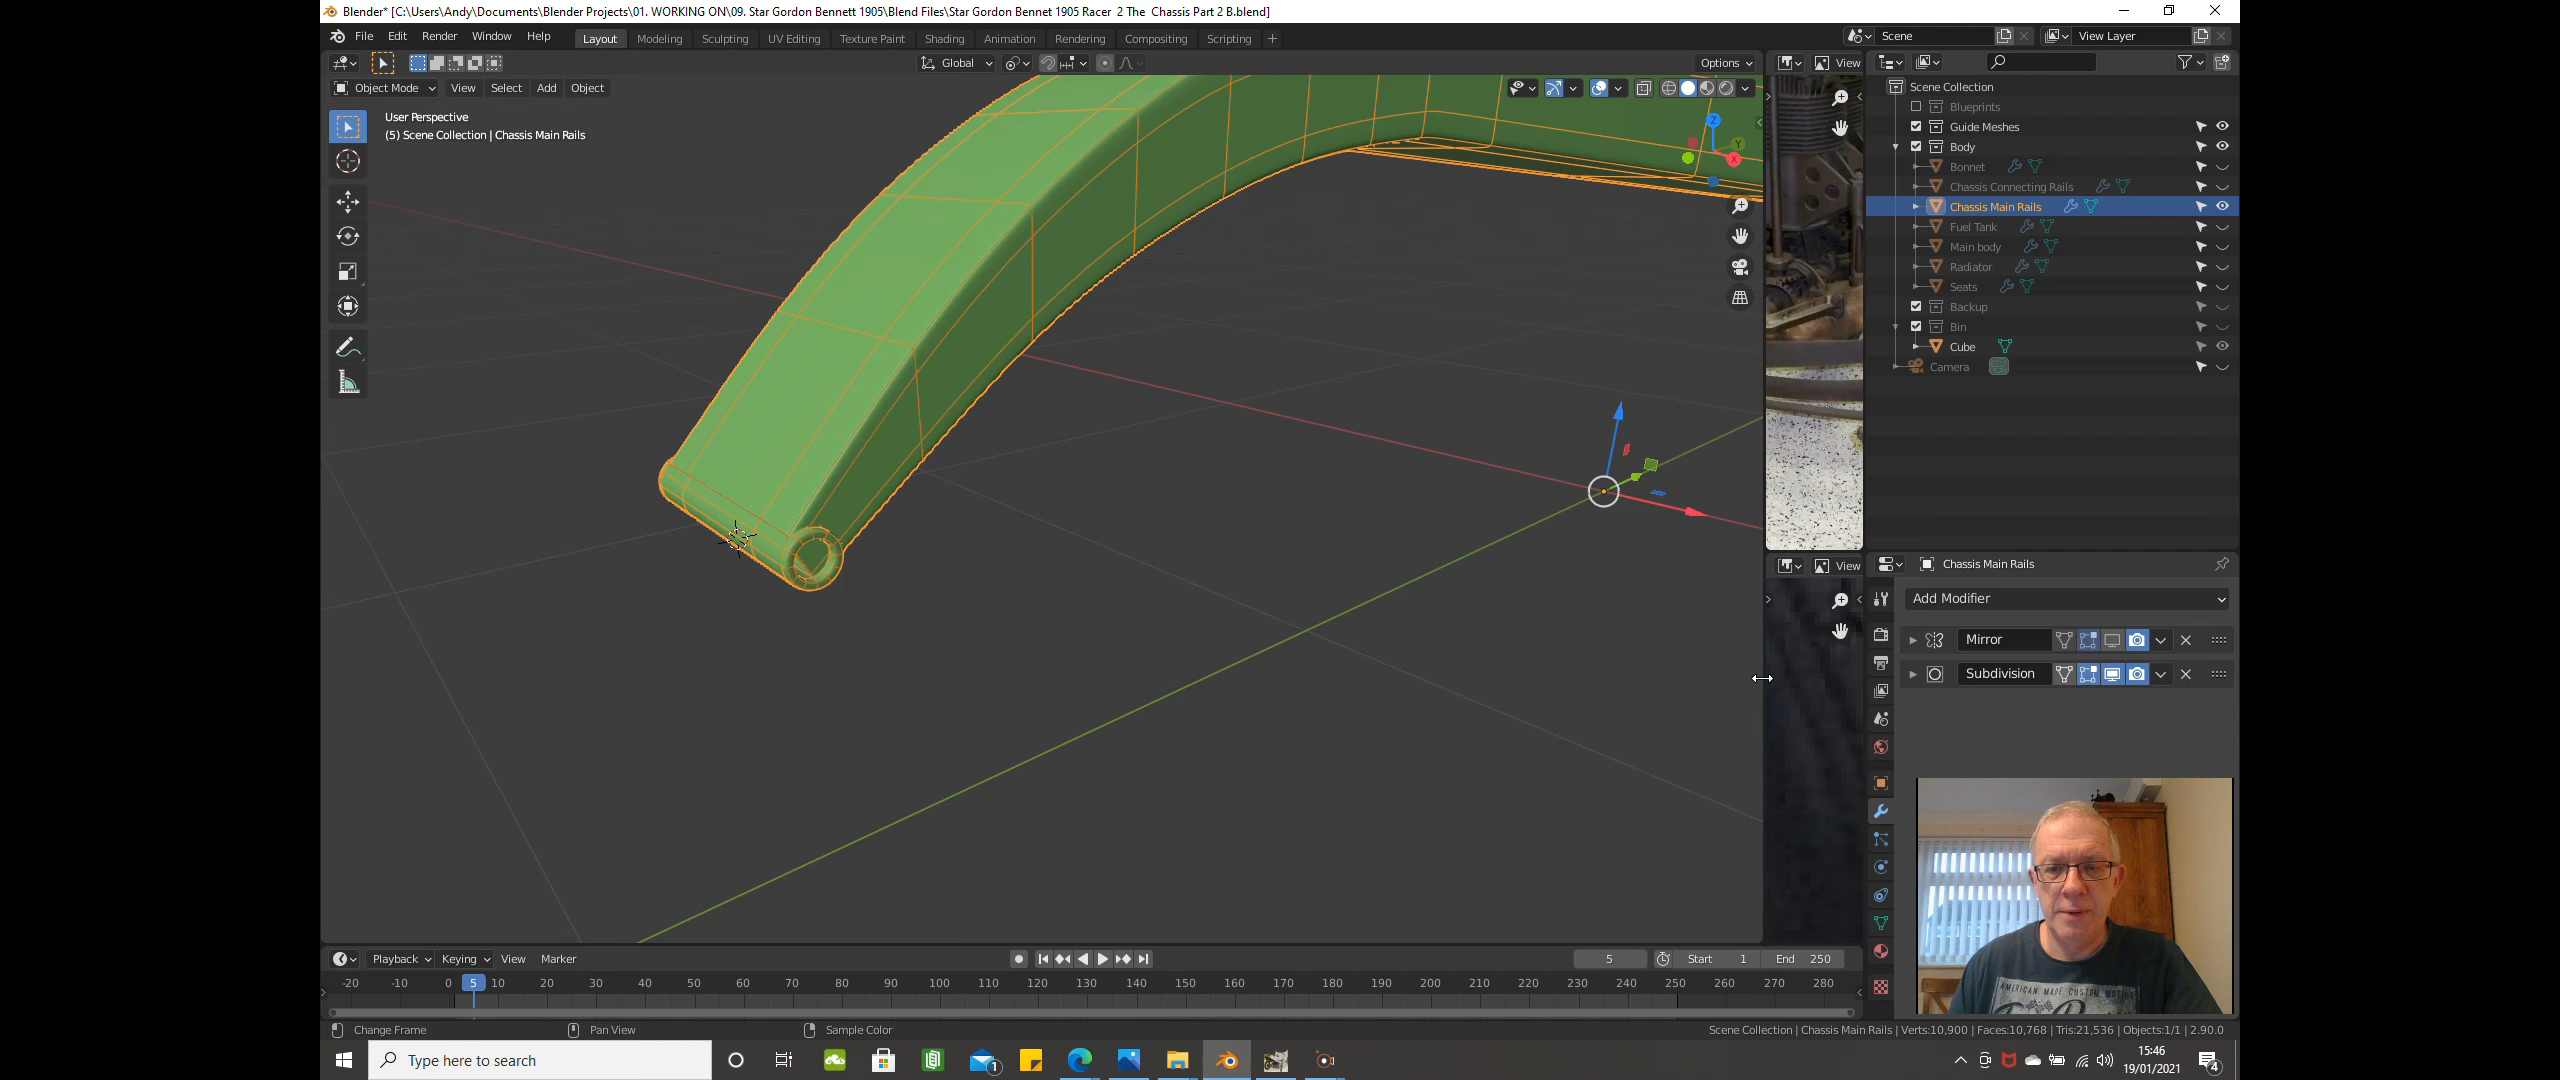 Blender* [C:\Users\Andy\Documents\Blender Projects\01. WORKING ON\09. Star Gordon Bennett 1905\Blend Files\Star Gordon Bennet 1905 Racer  2 The  Chassis Part 2 B.blend]
File Edit Render Window Help Layout Modeling Sculpting UV Editing Texture Paint Shading Animation Rendering Compositing Scripting + Scene View Layer
Global Options View
Object Mode View Select Add Object
User Perspective
(5) Scene Collection | Chassis Main Rails
Z
Y
X
Scene Collection
Blueprints
Guide Meshes
Body
Bonnet
Chassis Connecting Rails
Chassis Main Rails
Fuel Tank
Main body
Radiator
Seats
Backup
Bin
Cube
Camera
View
Chassis Main Rails
Add Modifier
Mirror
Subdivision
AMERICAN MADE CUSTOM MOTORS
Playback Keying View Marker 5 Start 1 End 250
-20 -10 0 5 10 20 30 40 50 60 70 80 90 100 110 120 130 140 150 160 170 180 190 200 210 220 230 240 250 260 270 280
Change Frame Pan View Sample Color Scene Collection | Chassis Main Rails | Verts:10,900 | Faces:10,768 | Tris:21,536 | Objects:1/1 | 2.90.0
Type here to search
1
15:46
19/01/2021
4